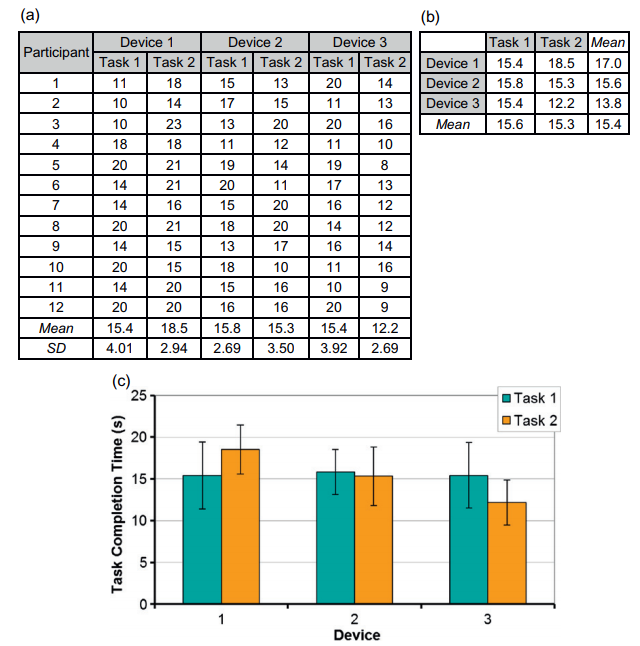 (a)
Participant Device 1 Device 2 Device 3
Task 1 Task 2 Task 1 Task 2 Task 1 Task 2
1 11 18 15 13 20 14
2 10 14 17 15 11 13
3 10 23 13 20 20 16
4 18 18 11 12 11 10
5 20 21 19 14 19 8
6 14 21 20 11 17 13
7 14 16 15 20 16 12
8 20 21 18 20 14 12
9 14 15 13 17 16 14
10 20 15 18 10 11 16
11 14 20 15 16 10 9
12 20 20 16 16 20 9
Mean 15.4 18.5 15.8 15.3 15.4 12.2
SD 4.01 2.94 2.69 3.50 3.92 2.69
(b)
Task 1 Task 2 Mean
Device 1 15.4 18.5 17.0
Device 2 15.8 15.3 15.6
Device 3 15.4 12.2 13.8
Mean 15.6 15.3 15.4
(c)
Task Completion Time (s)
25
20
15
10
5
0
Task 1
Task 2
1 2 3
Device